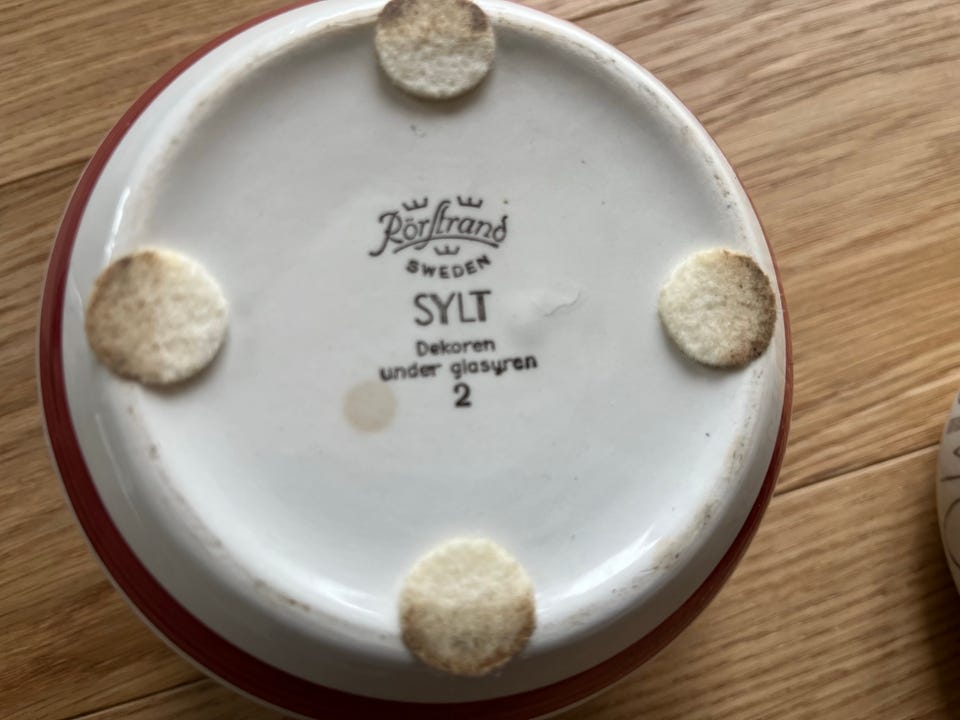 Rörstrand
SWEDEN
SYLT
Dekoren
under glasyren
2